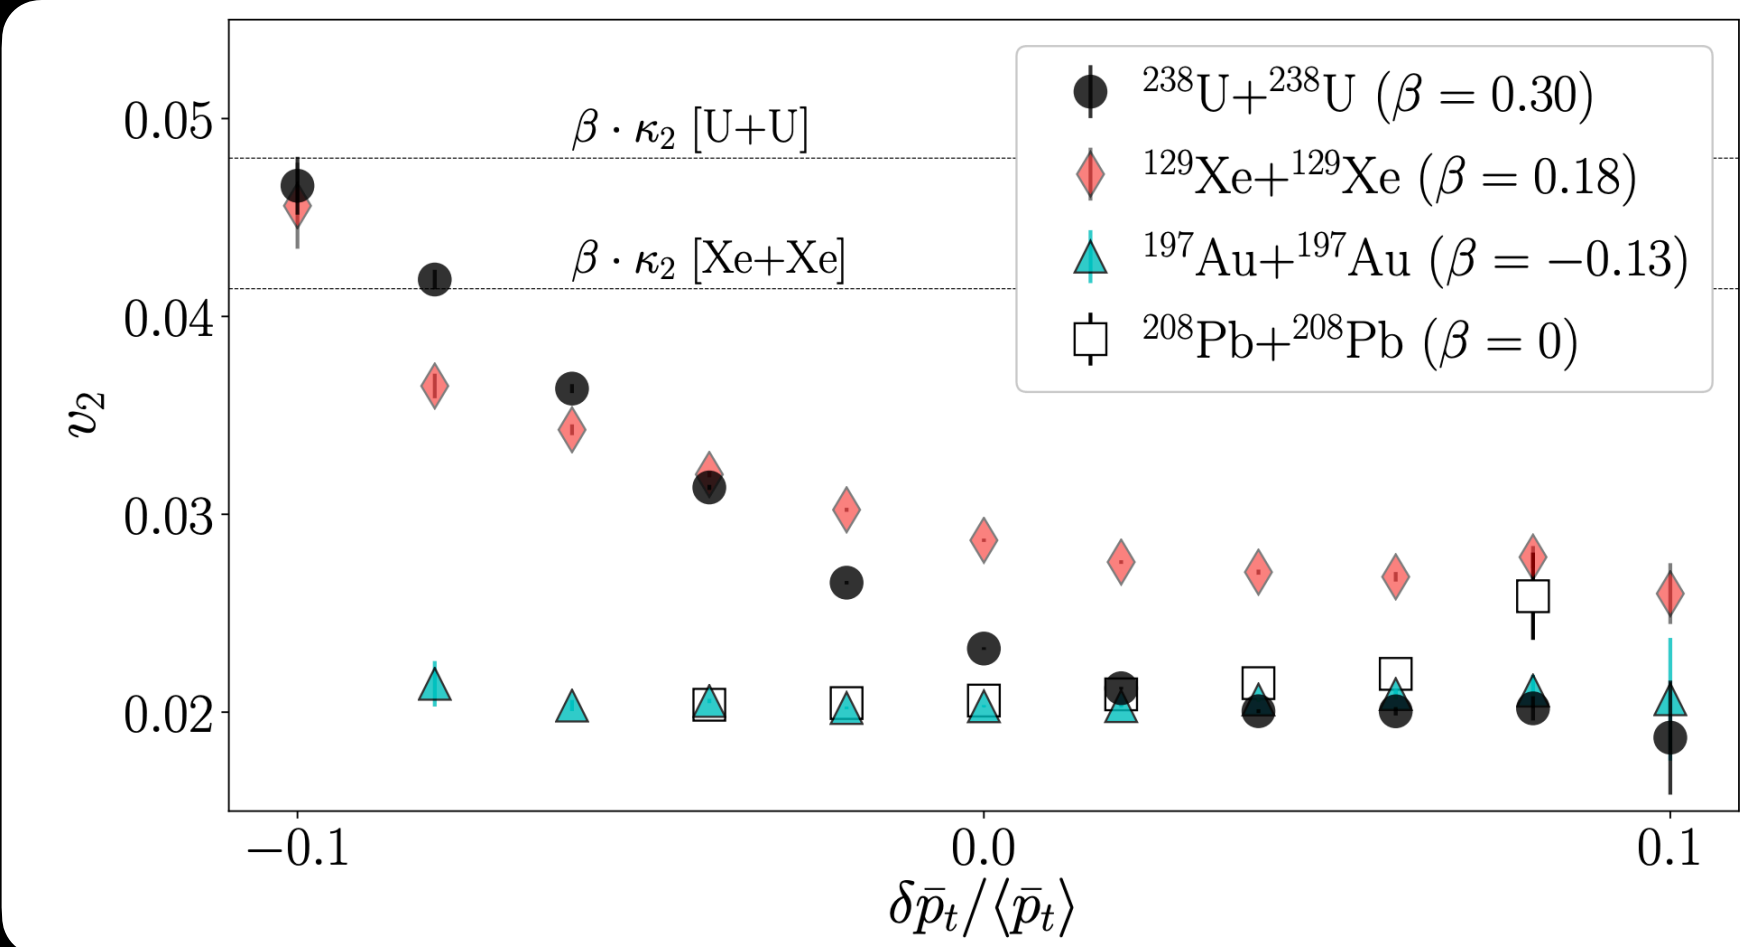 0.05
0.04
0.03
0.02
v₂
β · κ₂ [U+U]
β · κ₂ [Xe+Xe]
²³⁸U+²³⁸U (β = 0.30)
¹²⁹Xe+¹²⁹Xe (β = 0.18)
¹⁹⁷Au+¹⁹⁷Au (β = −0.13)
²⁰⁸Pb+²⁰⁸Pb (β = 0)
−0.1 0.0 0.1
δp̄ₜ/⟨p̄ₜ⟩